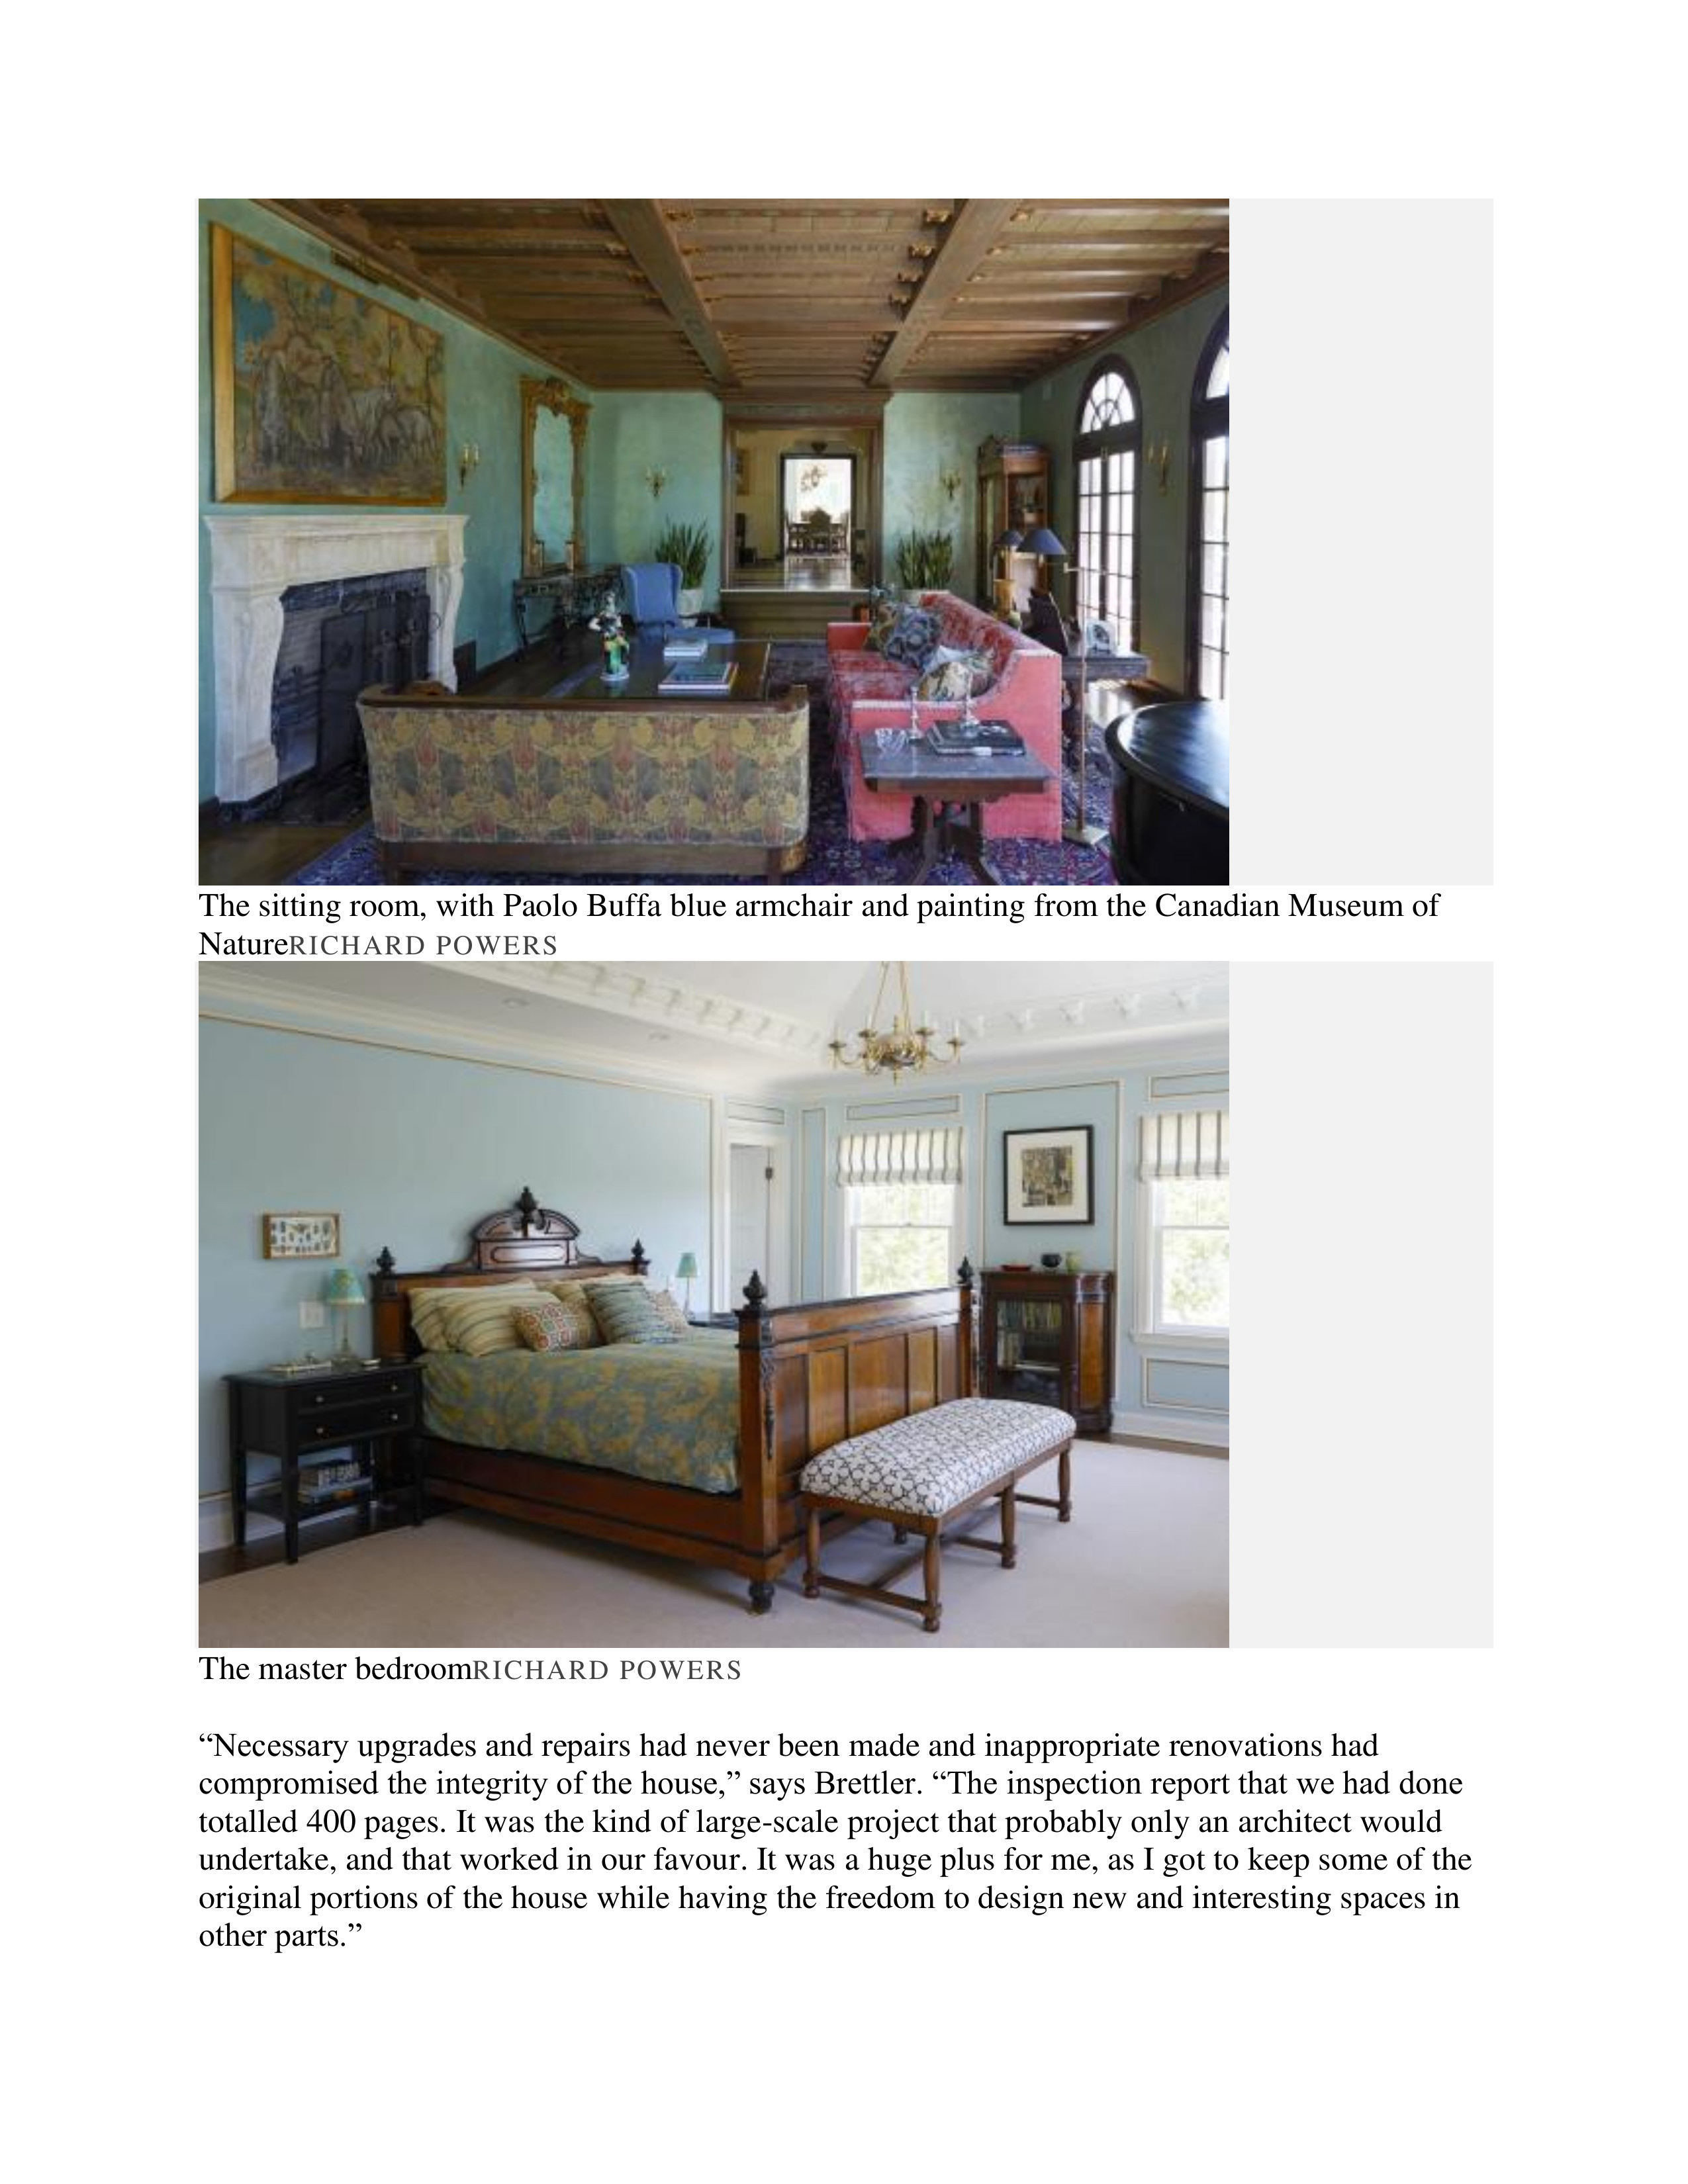 The sitting room, with Paolo Buffa blue armchair and painting from the Canadian Museum of
NatureRICHARD POWERS
The master bedroomRICHARD POWERS
“Necessary upgrades and repairs had never been made and inappropriate renovations had
compromised the integrity of the house,” says Brettler. “The inspection report that we had done
totalled 400 pages. It was the kind of large-scale project that probably only an architect would
undertake, and that worked in our favour. It was a huge plus for me, as I got to keep some of the
original portions of the house while having the freedom to design new and interesting spaces in
other parts.”